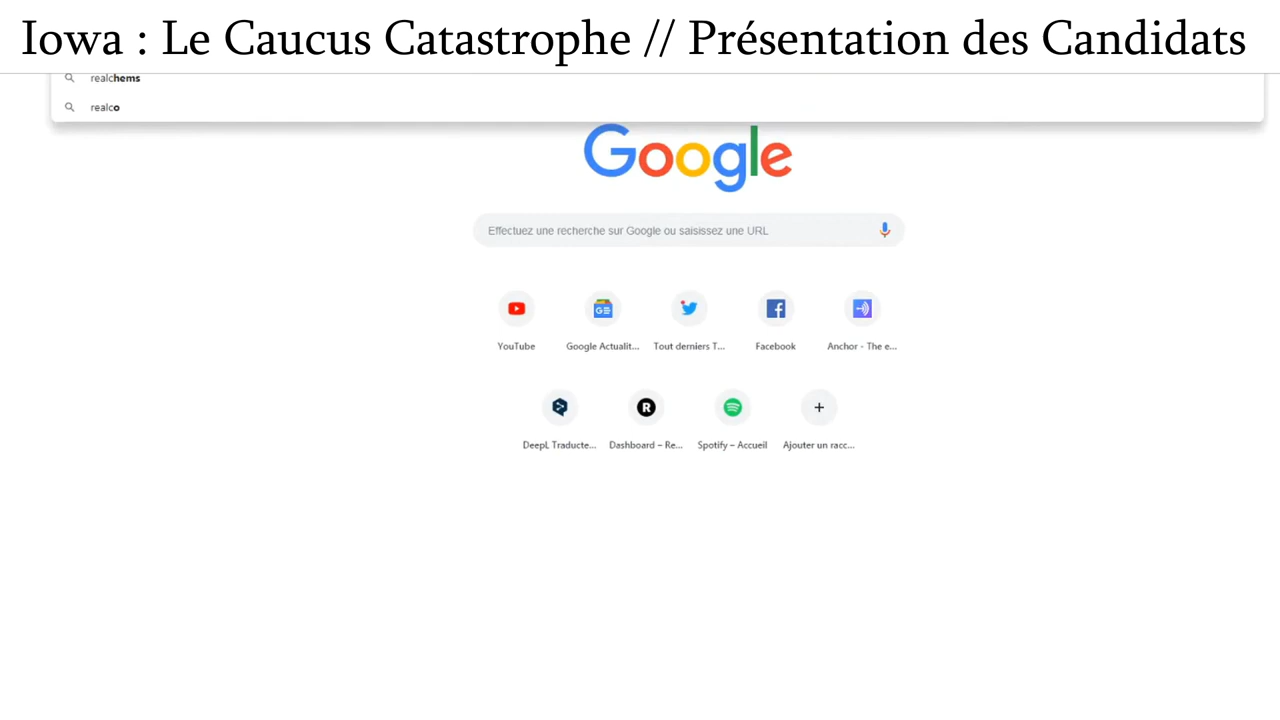 Iowa : Le Caucus Catastrophe // Présentation des Candidats
realchems
realco
Google
Effectuez une recherche sur Google ou saisissez une URL
YouTube
Google Actualit...
Tout derniers T...
Facebook
Anchor - The e...
DeepL Traducte...
Dashboard – Re...
Spotify – Accueil
Ajouter un racc...